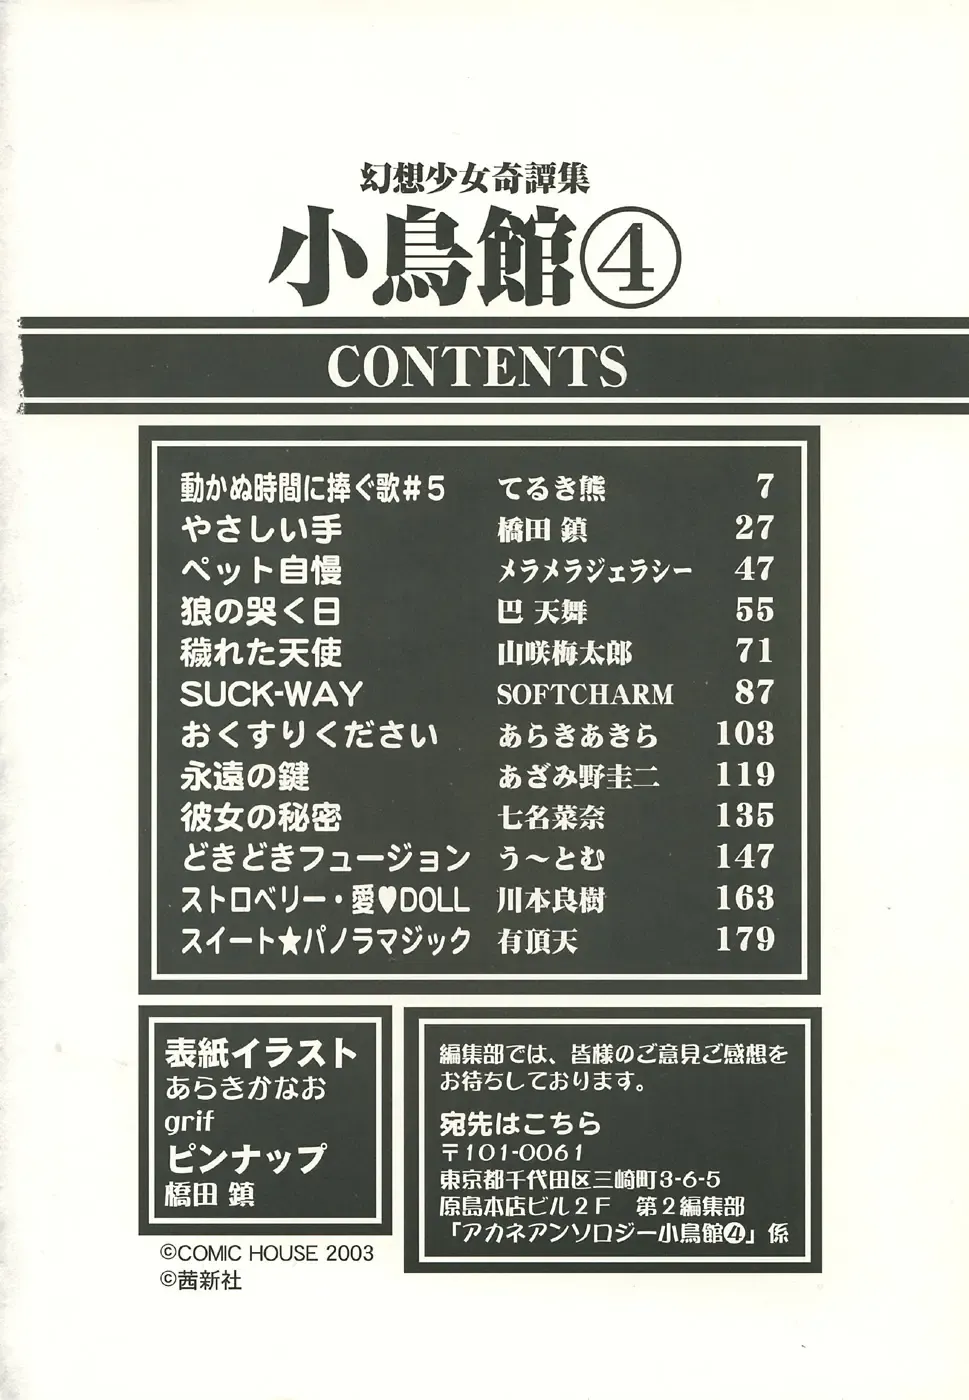 幻想少女奇譚集
小鳥館④
CONTENTS
動かぬ時間に捧ぐ歌＃5 てるき熊 7
やさしい手 橋田 鎮 27
ペット自慢 メラメラジェラシー 47
狼の哭く日 巴 天舞 55
穢れた天使 山咲梅太郎 71
SUCK-WAY SOFTCHARM 87
おくすりください あらきあきら 103
永遠の鍵 あざみ野圭二 119
彼女の秘密 七名菜奈 135
どきどきフュージョン う〜とむ 147
ストロベリー・愛♥DOLL 川本良樹 163
スイート★パノラマジック 有頂天 179
表紙イラスト
あらきかなお
grif
ピンナップ
橋田 鎮
©COMIC HOUSE 2003
©茜新社
編集部では、皆様のご意見ご感想を
お待ちしております。
宛先はこちら
〒101-0061
東京都千代田区三崎町3-6-5
原島本店ビル2F 第2編集部
「アカネアンソロジー小鳥館❹」係